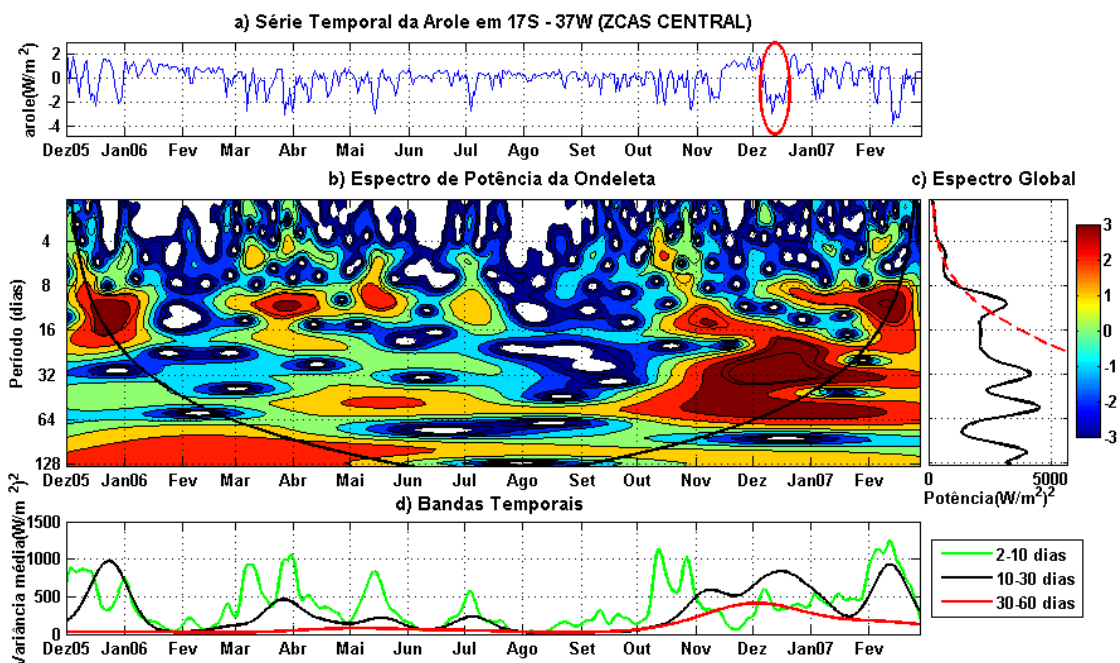 a) Série Temporal da Arole em 17S - 37W (ZCAS CENTRAL)
arole(W/m²)
2
0
-2
-4
Dez05 Jan06 Fev Mar Abr Mai Jun Jul Ago Set Out Nov Dez Jan07 Fev
b) Espectro de Potência da Ondeleta
Período (dias)
4
8
16
32
64
128
Dez05 Jan06 Fev Mar Abr Mai Jun Jul Ago Set Out Nov Dez Jan07 Fev
c) Espectro Global
0 5000
Potência(W/m²)²
3
2
1
0
-1
-2
-3
d) Bandas Temporais
Variância média(W/m²)²
1500
1000
500
0
Dez05 Jan06 Fev Mar Abr Mai Jun Jul Ago Set Out Nov Dez Jan07 Fev
2-10 dias
10-30 dias
30-60 dias